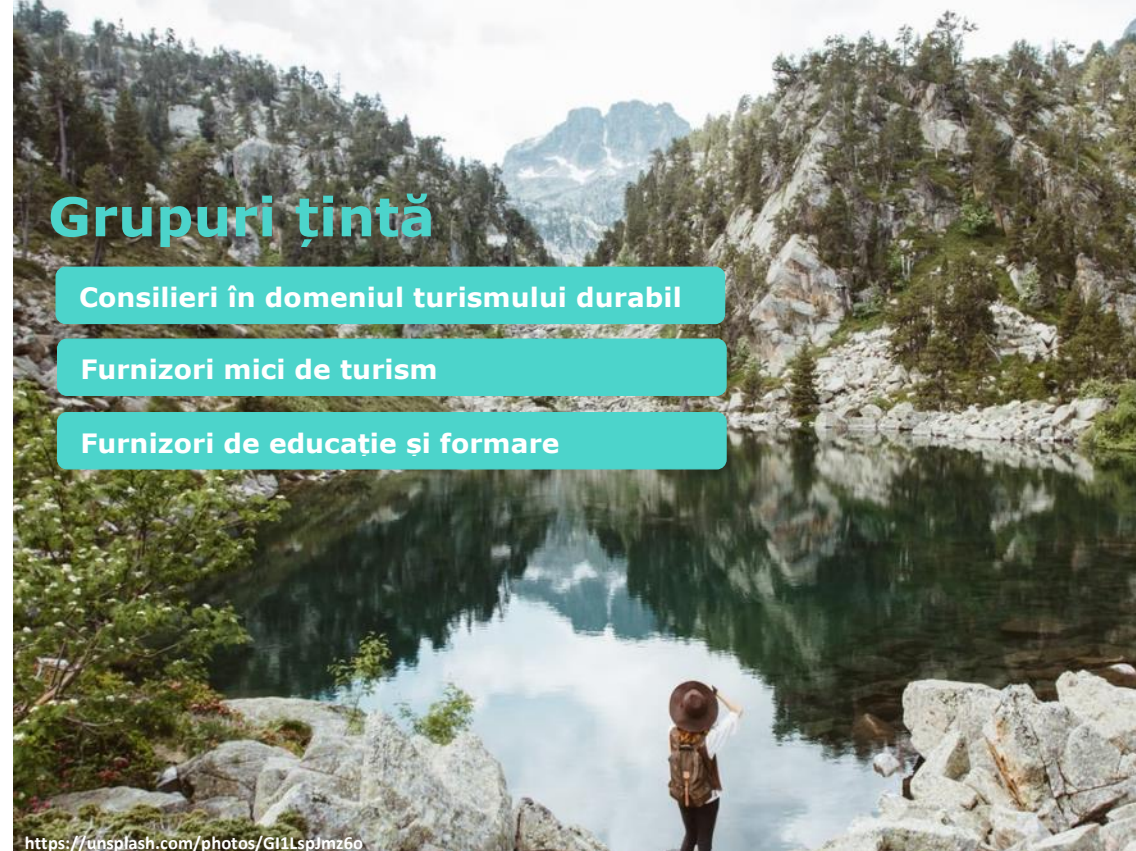 Grupuri țintă
Consilieri în domeniul turismului durabil
Furnizori mici de turism
Furnizori de educație și formare
https://unsplash.com/photos/GI1LspJmz6o